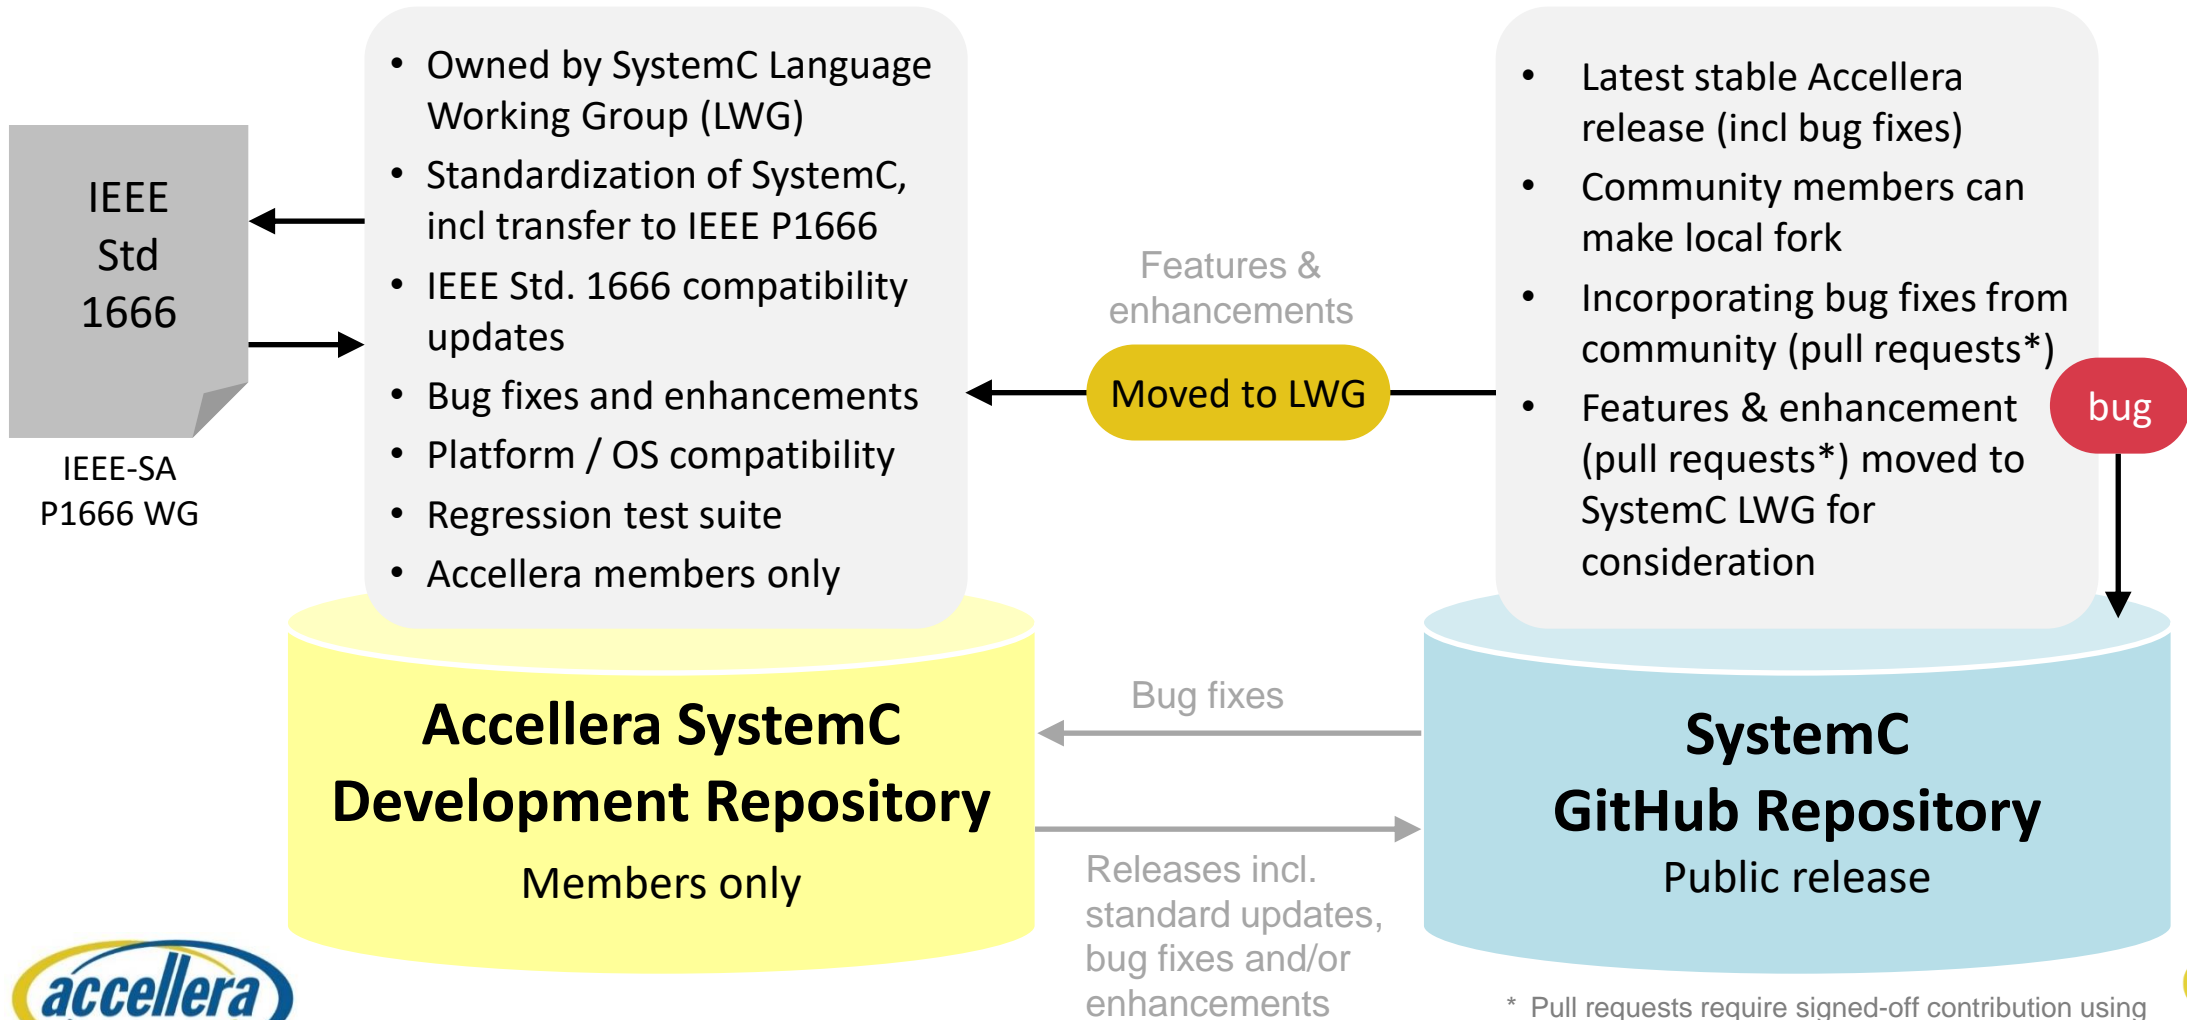 IEEE
Std
1666
IEEE-SA
P1666 WG
• Owned by SystemC Language
Working Group (LWG)
• Standardization of SystemC,
incl transfer to IEEE P1666
• IEEE Std. 1666 compatibility
updates
• Bug fixes and enhancements
• Platform / OS compatibility
• Regression test suite
• Accellera members only
Accellera SystemC
Development Repository
Members only
Features &
enhancements
Moved to LWG
Bug fixes
Releases incl.
standard updates,
bug fixes and/or
enhancements
• Latest stable Accellera
release (incl bug fixes)
• Community members can
make local fork
• Incorporating bug fixes from
community (pull requests*)
• Features & enhancement
(pull requests*) moved to
SystemC LWG for
consideration
bug
SystemC
GitHub Repository
Public release
* Pull requests require signed-off contribution using
accellera